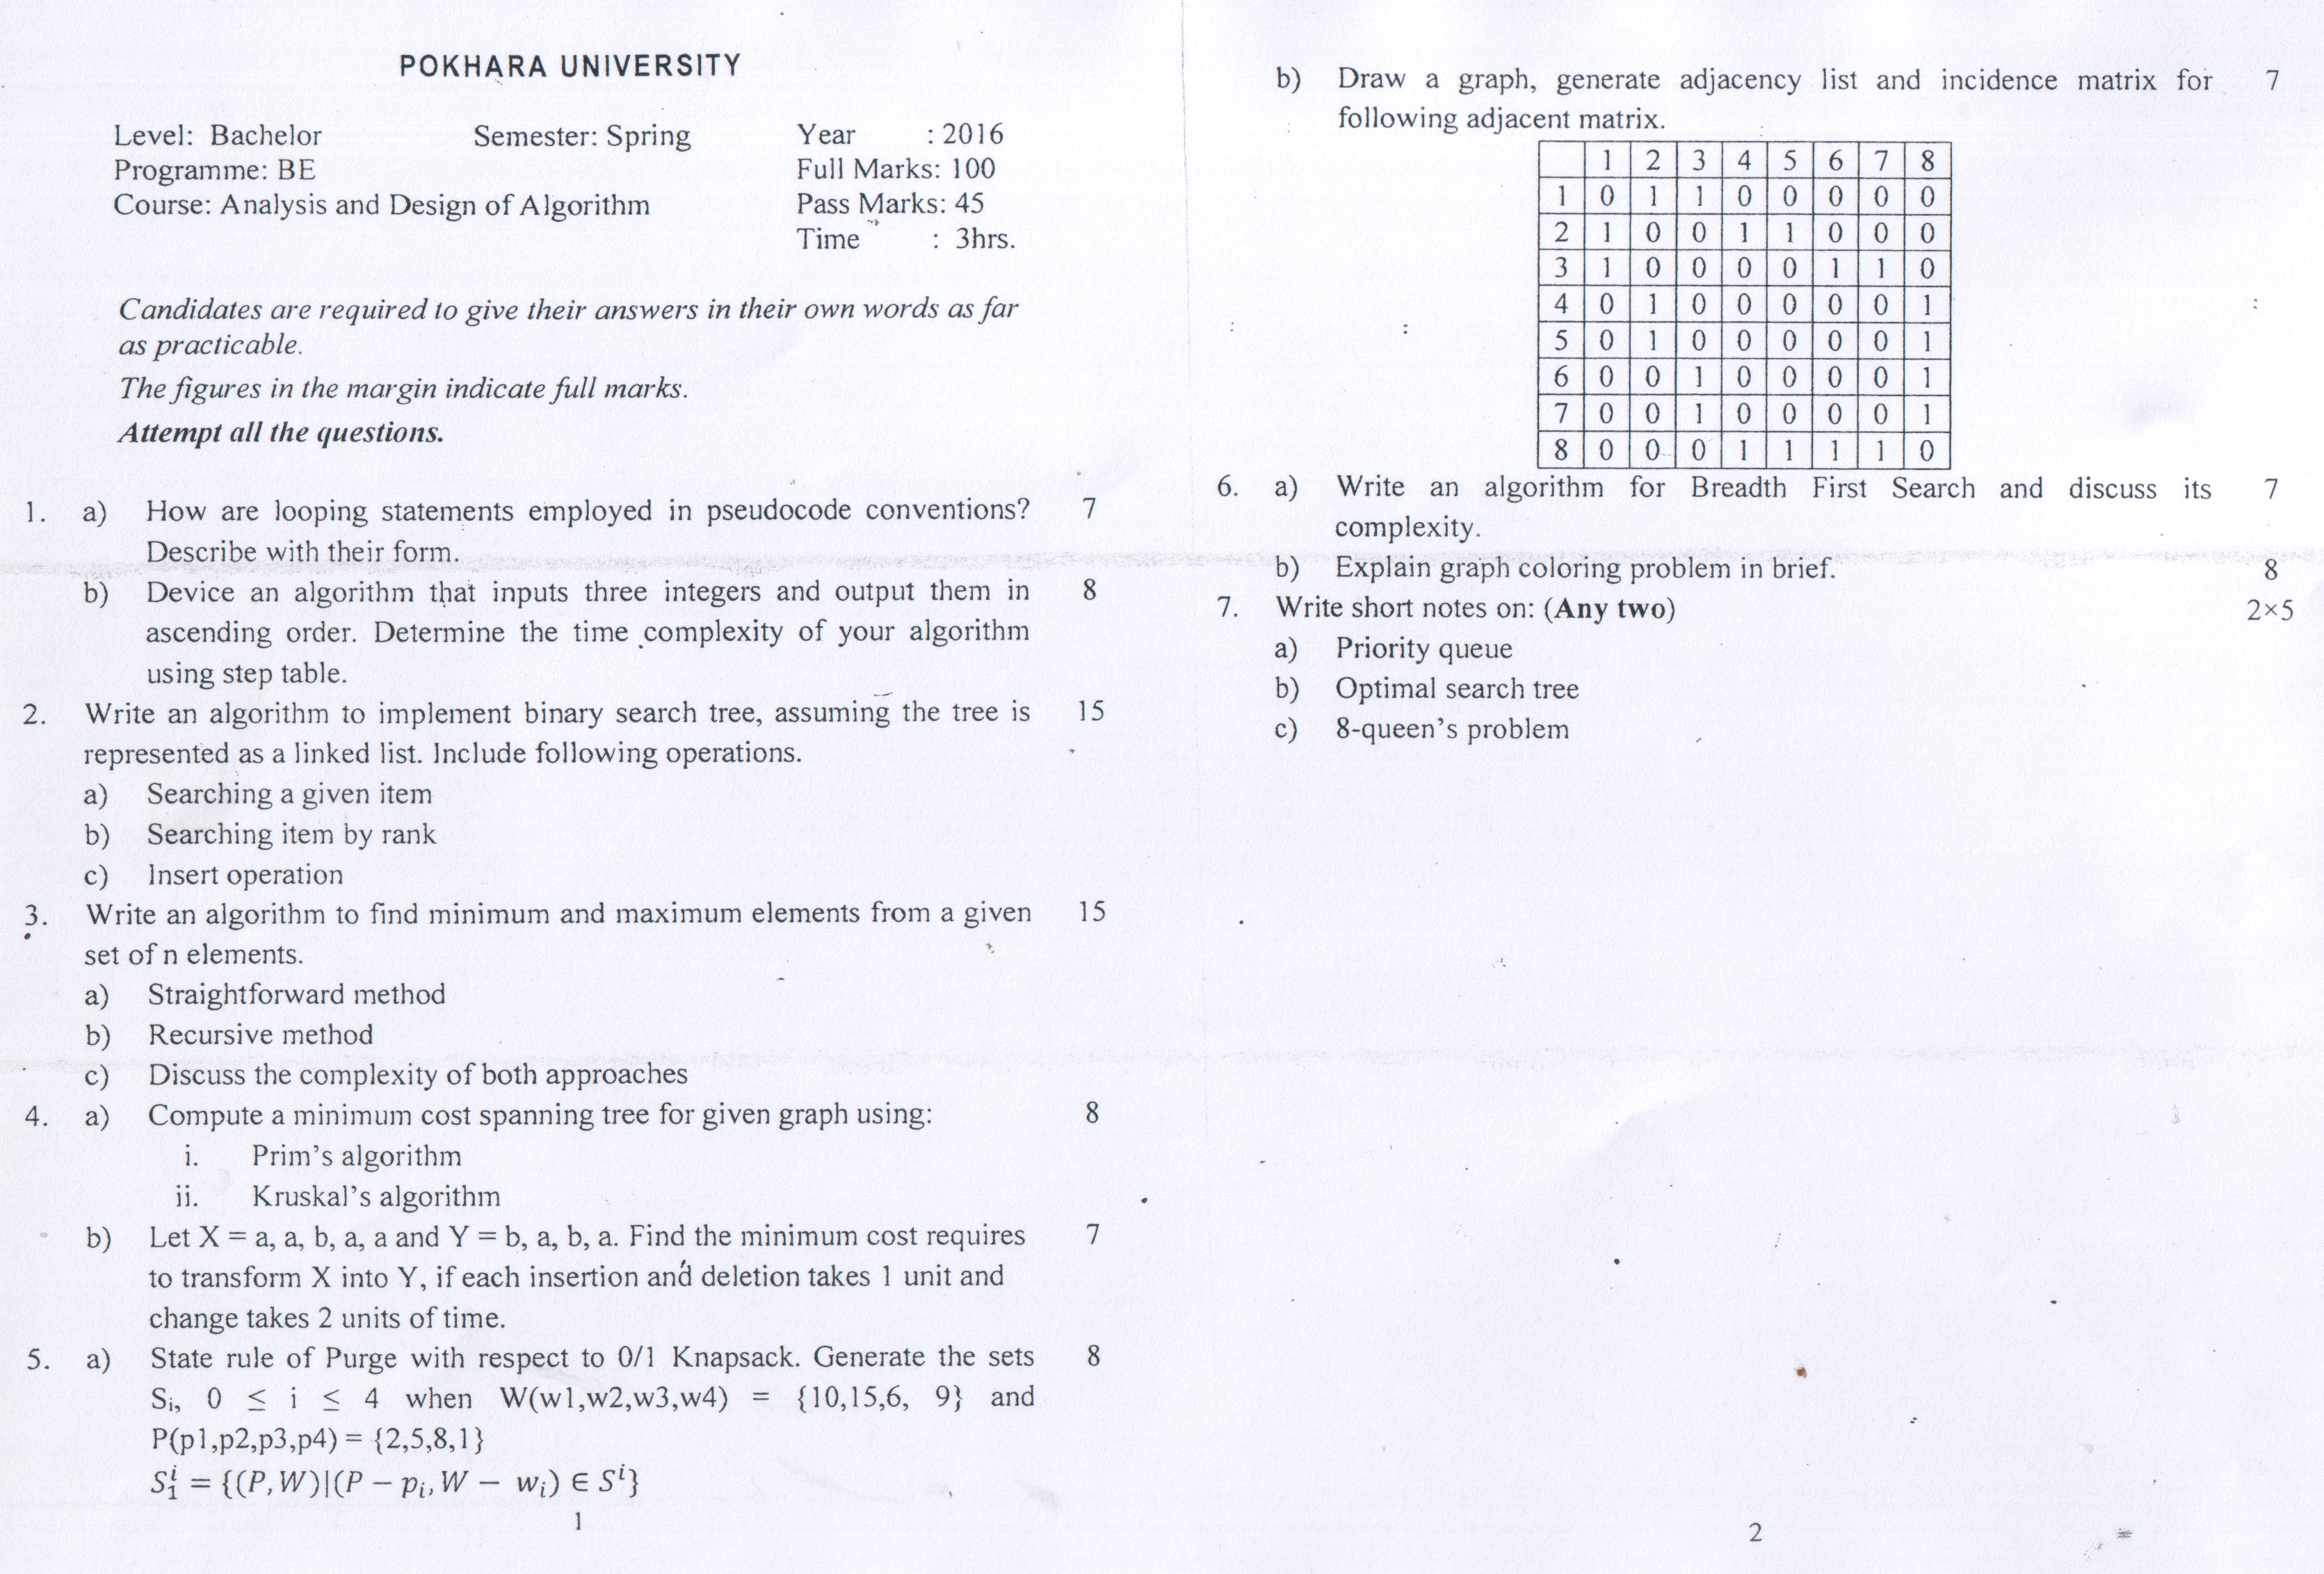 POKHARA UNIVERSITY
Level: Bachelor Semester: Spring Year : 2016
Programme: BE Full Marks: 100
Course: Analysis and Design of Algorithm Pass Marks: 45
Time : 3hrs.
Candidates are required to give their answers in their own words as far
as practicable.
The figures in the margin indicate full marks.
Attempt all the questions.
1. a) How are looping statements employed in pseudocode conventions? 7
Describe with their form.
b) Device an algorithm that inputs three integers and output them in 8
ascending order. Determine the time complexity of your algorithm
using step table.
2. Write an algorithm to implement binary search tree, assuming the tree is 15
represented as a linked list. Include following operations.
a) Searching a given item
b) Searching item by rank
c) Insert operation
3. Write an algorithm to find minimum and maximum elements from a given 15
set of n elements.
a) Straightforward method
b) Recursive method
c) Discuss the complexity of both approaches
4. a) Compute a minimum cost spanning tree for given graph using: 8
i. Prim's algorithm
ii. Kruskal's algorithm
b) Let X = a, a, b, a, a and Y = b, a, b, a. Find the minimum cost requires 7
to transform X into Y, if each insertion and deletion takes 1 unit and
change takes 2 units of time.
5. a) State rule of Purge with respect to 0/1 Knapsack. Generate the sets 8
Sᵢ, 0 ≤ i ≤ 4 when W(w1,w2,w3,w4) = {10,15,6, 9} and
P(p1,p2,p3,p4) = {2,5,8,1}
S₁ⁱ = {(P, W)|(P − pᵢ, W − wᵢ) ∈ Sⁱ}
1
b) Draw a graph, generate adjacency list and incidence matrix for 7
following adjacent matrix.
1 2 3 4 5 6 7 8
1 0 1 1 0 0 0 0 0
2 1 0 0 1 1 0 0 0
3 1 0 0 0 0 1 1 0
4 0 1 0 0 0 0 0 1
5 0 1 0 0 0 0 0 1
6 0 0 1 0 0 0 0 1
7 0 0 1 0 0 0 0 1
8 0 0 0 1 1 1 1 0
6. a) Write an algorithm for Breadth First Search and discuss its 7
complexity.
b) Explain graph coloring problem in brief. 8
7. Write short notes on: (Any two) 2×5
a) Priority queue
b) Optimal search tree
c) 8-queen's problem
2